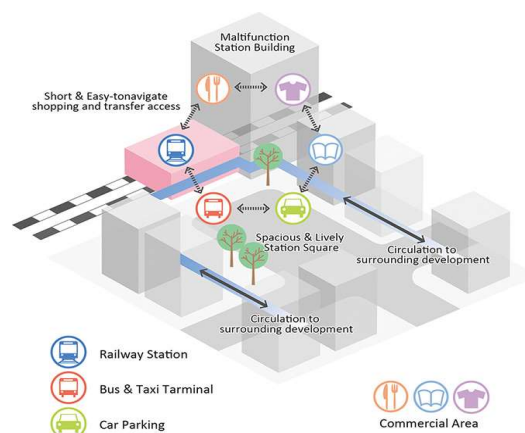 Maltifunction
Station Building
Short & Easy-tonavigate
shopping and transfer access
Spacious & Lively
Station Square
Circulation to
surrounding development
Circulation to
surrounding development
Railway Station
Bus & Taxi Tarminal
Car Parking
Commercial Area